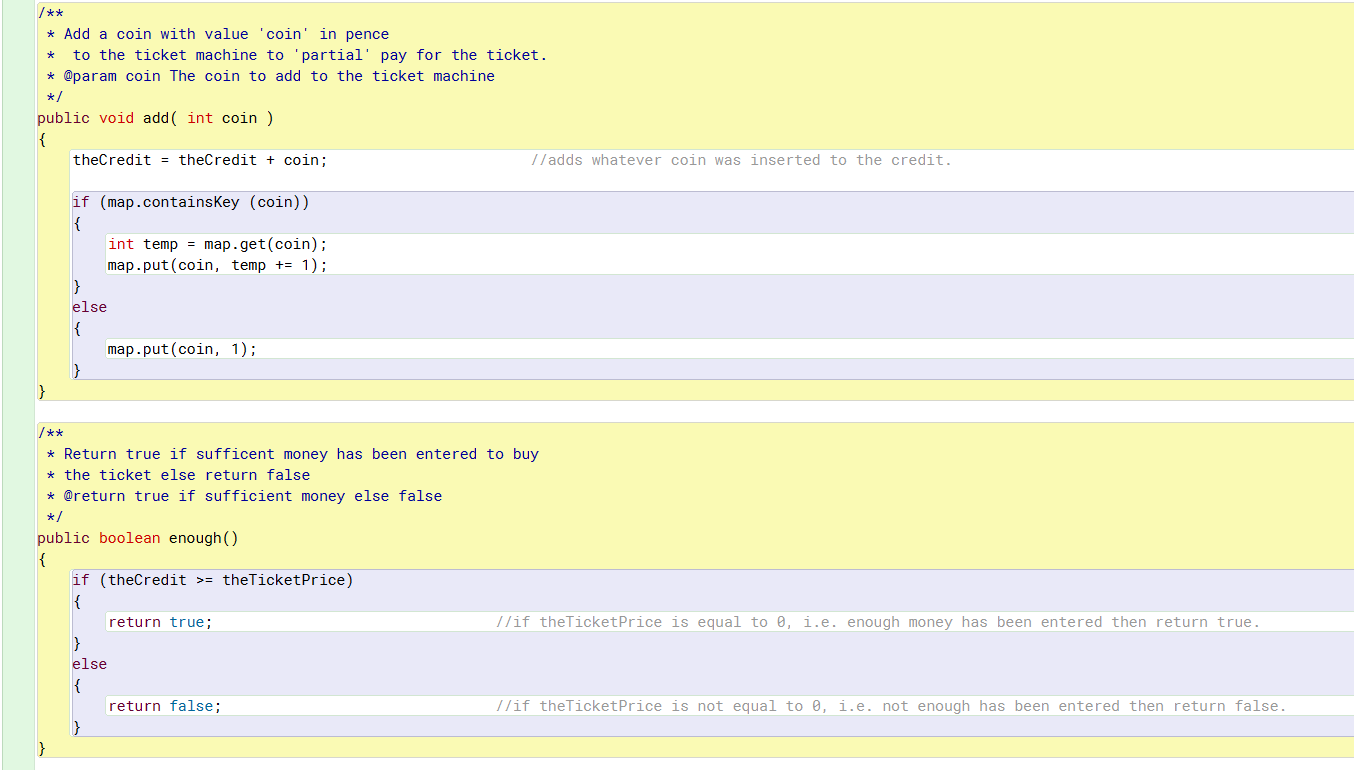 /**
 * Add a coin with value 'coin' in pence
 *  to the ticket machine to 'partial' pay for the ticket.
 * @param coin The coin to add to the ticket machine
 */
public void add( int coin )
{
    theCredit = theCredit + coin;                       //adds whatever coin was inserted to the credit.
    if (map.containsKey (coin))
    {
        int temp = map.get(coin);
        map.put(coin, temp += 1);
    }
    else
    {
        map.put(coin, 1);
    }
}
/**
 * Return true if sufficent money has been entered to buy
 * the ticket else return false
 * @return true if sufficient money else false
 */
public boolean enough()
{
    if (theCredit >= theTicketPrice)
    {
        return true;                                //if theTicketPrice is equal to 0, i.e. enough money has been entered then return true.
    }
    else
    {
        return false;                               //if theTicketPrice is not equal to 0, i.e. not enough has been entered then return false.
    }
}